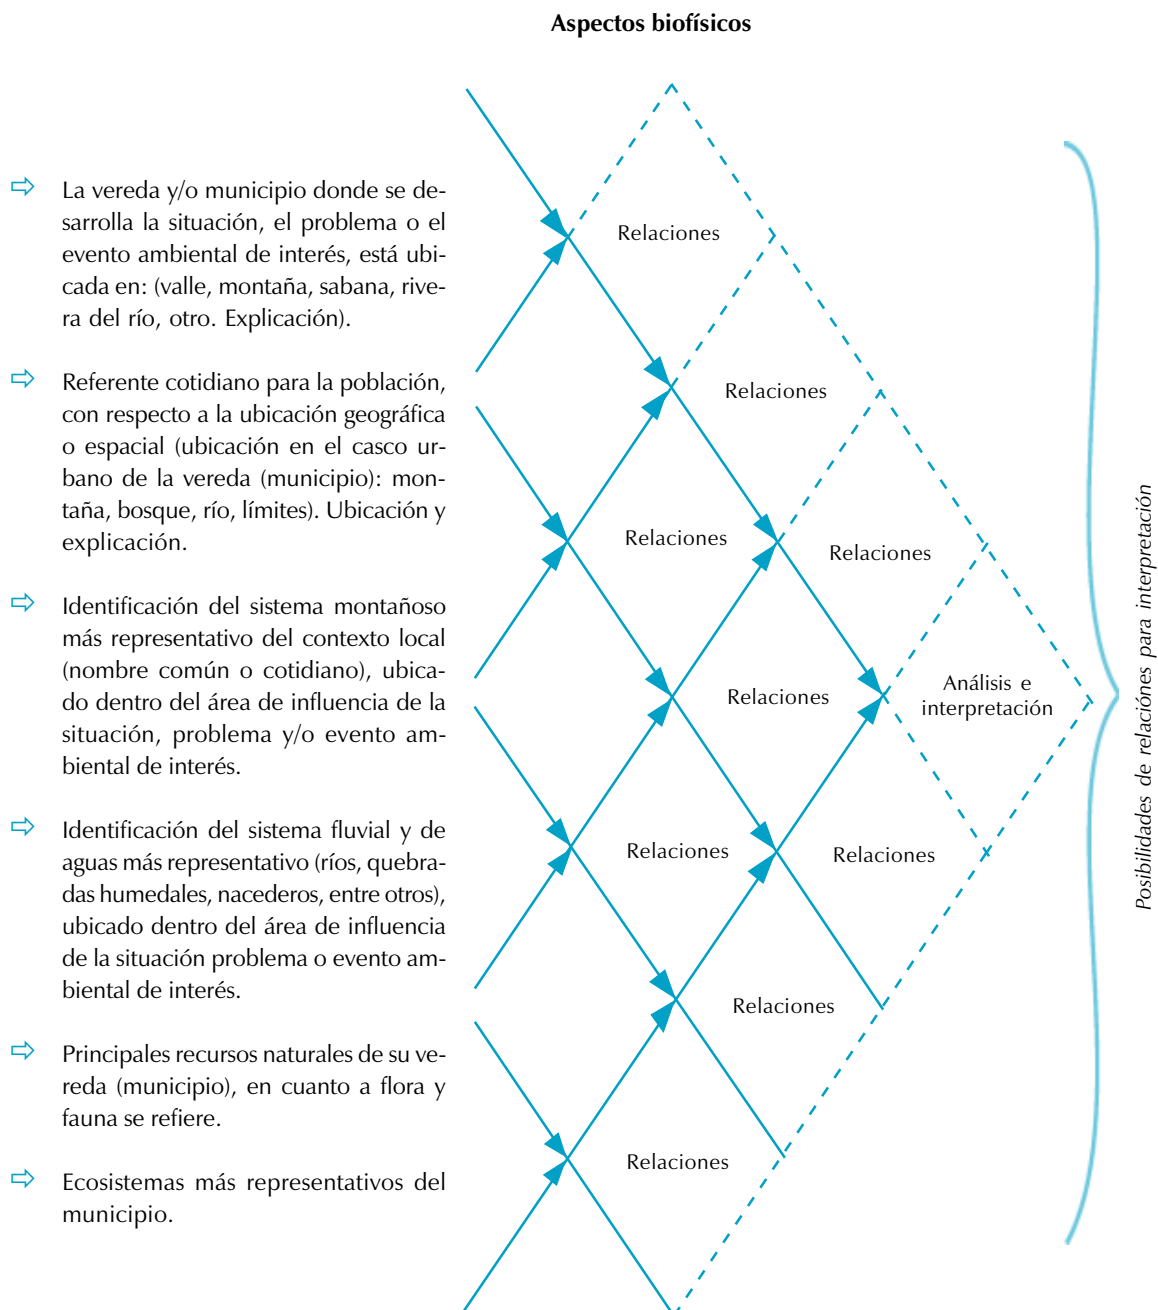 Aspectos biofísicos
La vereda y/o municipio donde se de-
sarrolla la situación, el problema o el
evento ambiental de interés, está ubi-
cada en: (valle, montaña, sabana, rive-
ra del río, otro. Explicación).
Referente cotidiano para la población,
con respecto a la ubicación geográfica
o espacial (ubicación en el casco ur-
bano de la vereda (municipio): mon-
taña, bosque, río, límites). Ubicación y
explicación.
Identificación del sistema montañoso
más representativo del contexto local
(nombre común o cotidiano), ubica-
do dentro del área de influencia de la
situación, problema y/o evento am-
biental de interés.
Identificación del sistema fluvial y de
aguas más representativo (ríos, quebra-
das humedales, nacederos, entre otros),
ubicado dentro del área de influencia
de la situación problema o evento am-
biental de interés.
Principales recursos naturales de su ve-
reda (municipio), en cuanto a flora y
fauna se refiere.
Ecosistemas más representativos del
municipio.
Relaciones
Relaciones
Relaciones
Relaciones
Relaciones
Análisis e
interpretación
Relaciones
Relaciones
Relaciones
Relaciones
Posibilidades de relaciónes para interpretación